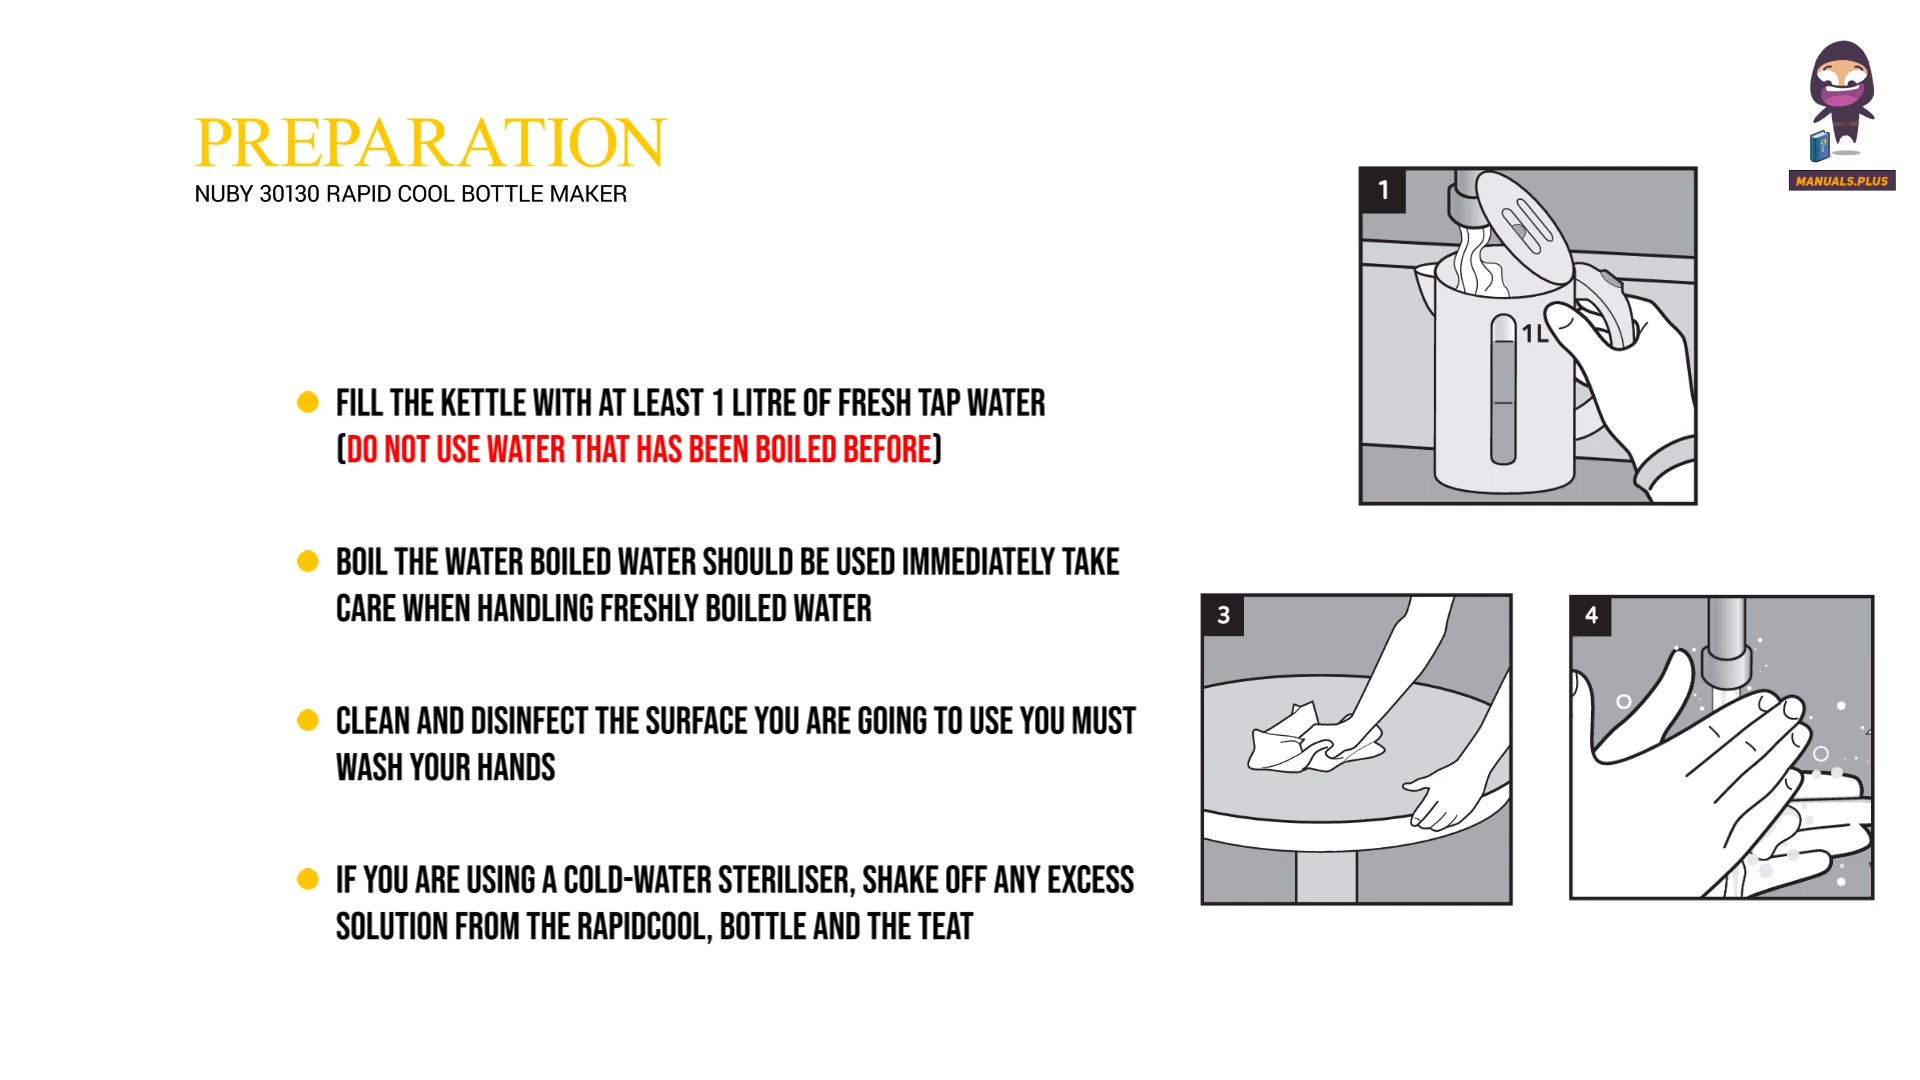 PREPARATION
NUBY 30130 RAPID COOL BOTTLE MAKER
FILL THE KETTLE WITH AT LEAST 1 LITRE OF FRESH TAP WATER
(DO NOT USE WATER THAT HAS BEEN BOILED BEFORE)
BOIL THE WATER BOILED WATER SHOULD BE USED IMMEDIATELY TAKE
CARE WHEN HANDLING FRESHLY BOILED WATER
CLEAN AND DISINFECT THE SURFACE YOU ARE GOING TO USE YOU MUST
WASH YOUR HANDS
IF YOU ARE USING A COLD-WATER STERILISER, SHAKE OFF ANY EXCESS
SOLUTION FROM THE RAPIDCOOL, BOTTLE AND THE TEAT
?
MANUALS.PLUS
1
1L
3
4